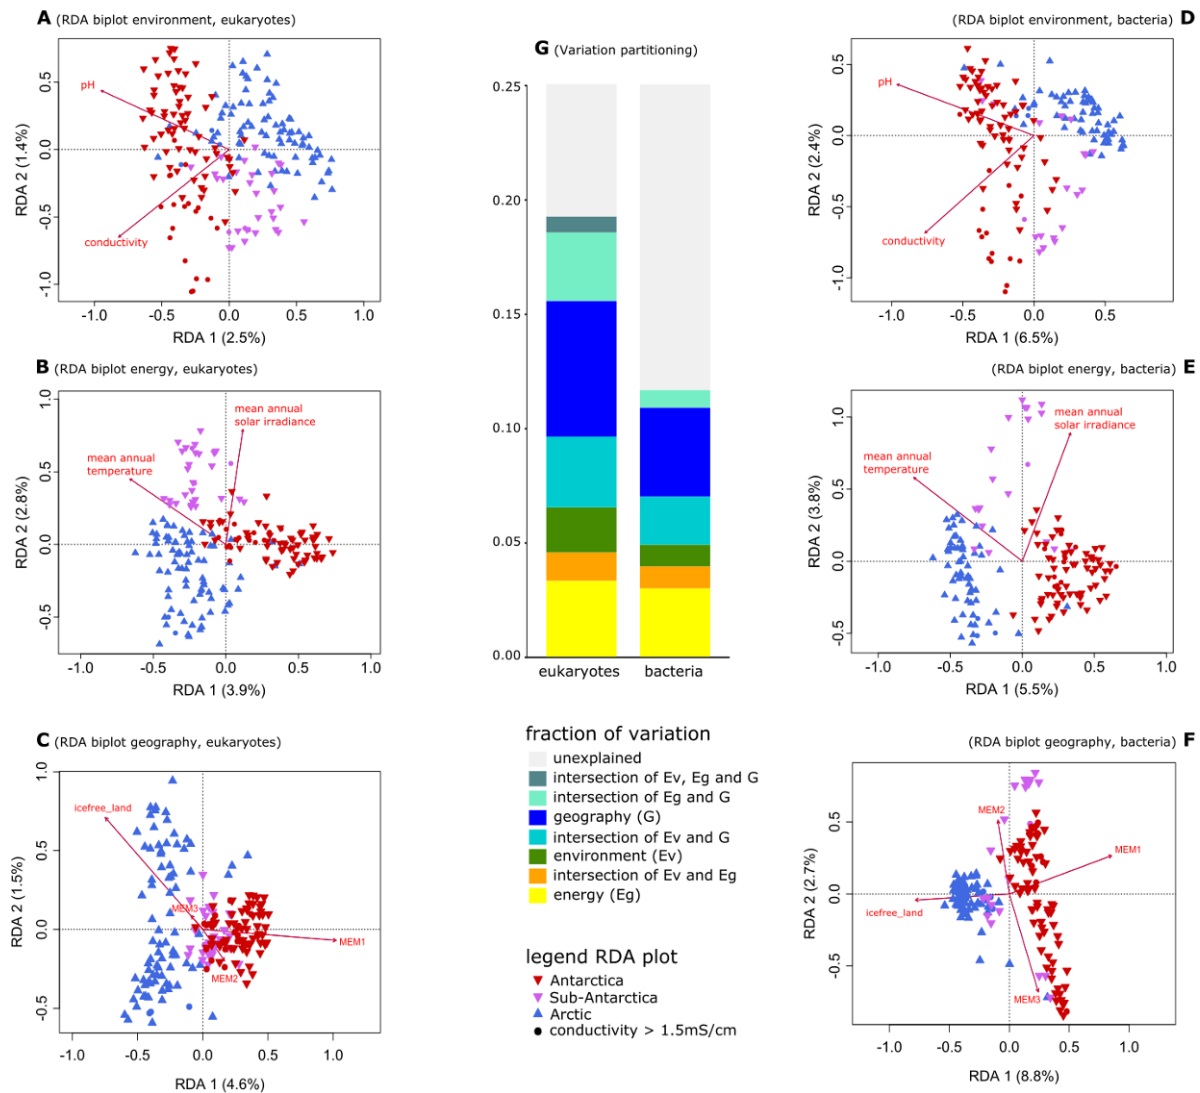 A (RDA biplot environment, eukaryotes)
RDA 2 (1.4%)
0.5
0.0
-0.5
-1.0
pH
conductivity
-1.0 -0.5 0.0 0.5 1.0
RDA 1 (2.5%)
B (RDA biplot energy, eukaryotes)
RDA 2 (2.8%)
1.0
0.5
0.0
-0.5
mean annual
solar irradiance
mean annual
temperature
-1.0 -0.5 0.0 0.5 1.0
RDA 1 (3.9%)
C (RDA biplot geography, eukaryotes)
RDA 2 (1.5%)
1.0
0.5
0.0
-0.5
icefree_land
MEM3
MEM1
MEM2
-1.0 -0.5 0.0 0.5 1.0
RDA 1 (4.6%)
G (Variation partitioning)
0.25
0.20
0.15
0.10
0.05
0.00
eukaryotes bacteria
fraction of variation
unexplained
intersection of Ev, Eg and G
intersection of Eg and G
geography (G)
intersection of Ev and G
environment (Ev)
intersection of Ev and Eg
energy (Eg)
legend RDA plot
Antarctica
Sub-Antarctica
Arctic
conductivity > 1.5mS/cm
(RDA biplot environment, bacteria) D
RDA 2 (2.4%)
0.5
0.0
-0.5
-1.0
pH
conductivity
-1.0 -0.5 0.0 0.5
RDA 1 (6.5%)
(RDA biplot energy, bacteria) E
RDA 2 (3.8%)
1.0
0.5
0.0
-0.5
mean annual
solar irradiance
mean annual
temperature
-1.0 -0.5 0.0 0.5 1.0
RDA 1 (5.5%)
(RDA biplot geography, bacteria) F
RDA 2 (2.7%)
0.5
0.0
-0.5
MEM2
MEM1
icefree_land
MEM3
-1.0 -0.5 0.0 0.5 1.0
RDA 1 (8.8%)